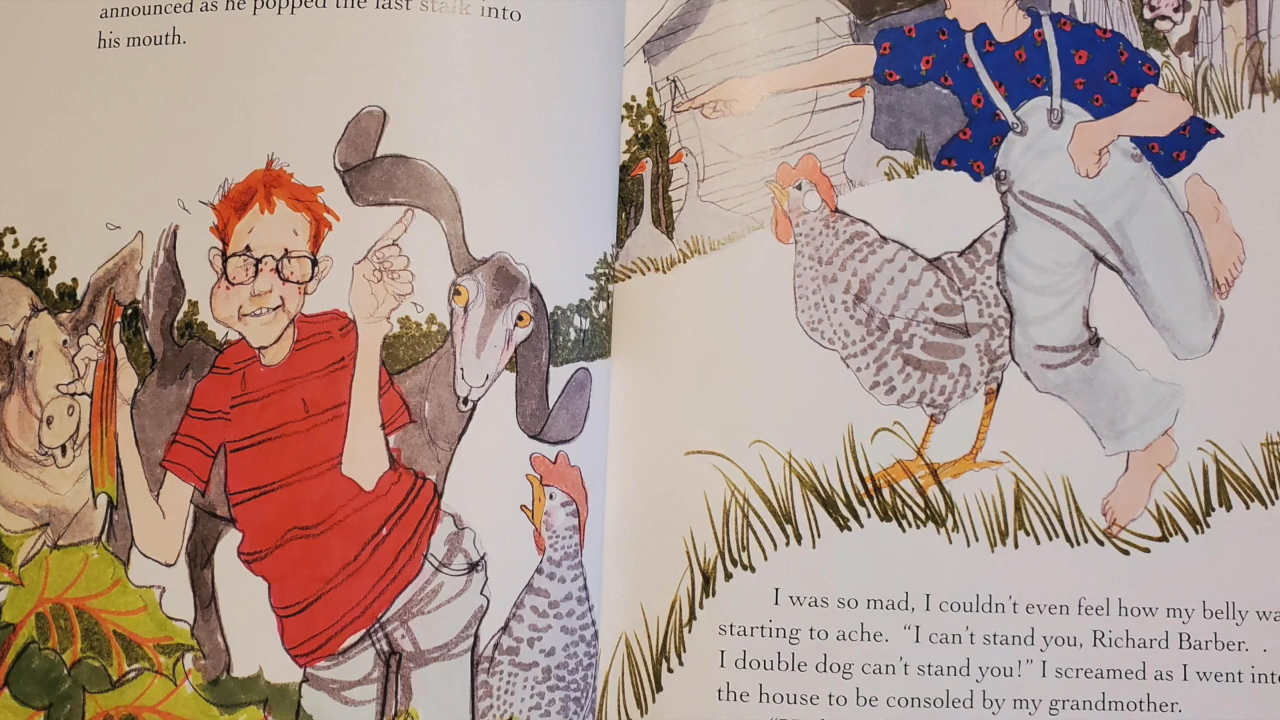 announced as he popped the last stalk into
his mouth.
I was so mad, I couldn't even feel how my belly wa
starting to ache. "I can't stand you, Richard Barber. . .
I double dog can't stand you!" I screamed as I went into
the house to be consoled by my grandmother.